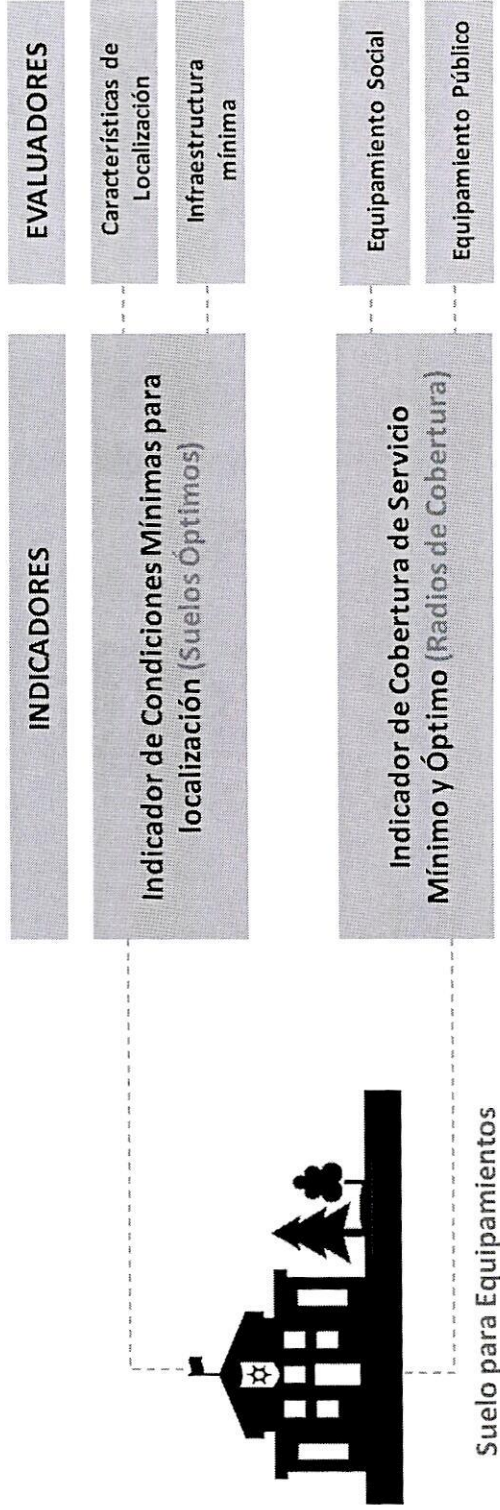 INDICADORES
EVALUADORES
Indicador de Condiciones Mínimas para
localización (Suelos Óptimos)
Características de
Localización
Infraestructura
mínima
Indicador de Cobertura de Servicio
Mínimo y Óptimo (Radios de Cobertura)
Equipamiento Social
Equipamiento Público
Suelo para Equipamientos